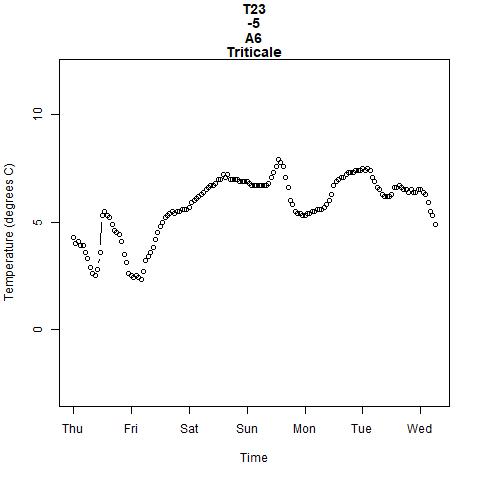 T23
-5
A6
Triticale
Temperature (degrees C)
10
5
0
Thu Fri Sat Sun Mon Tue Wed
Time